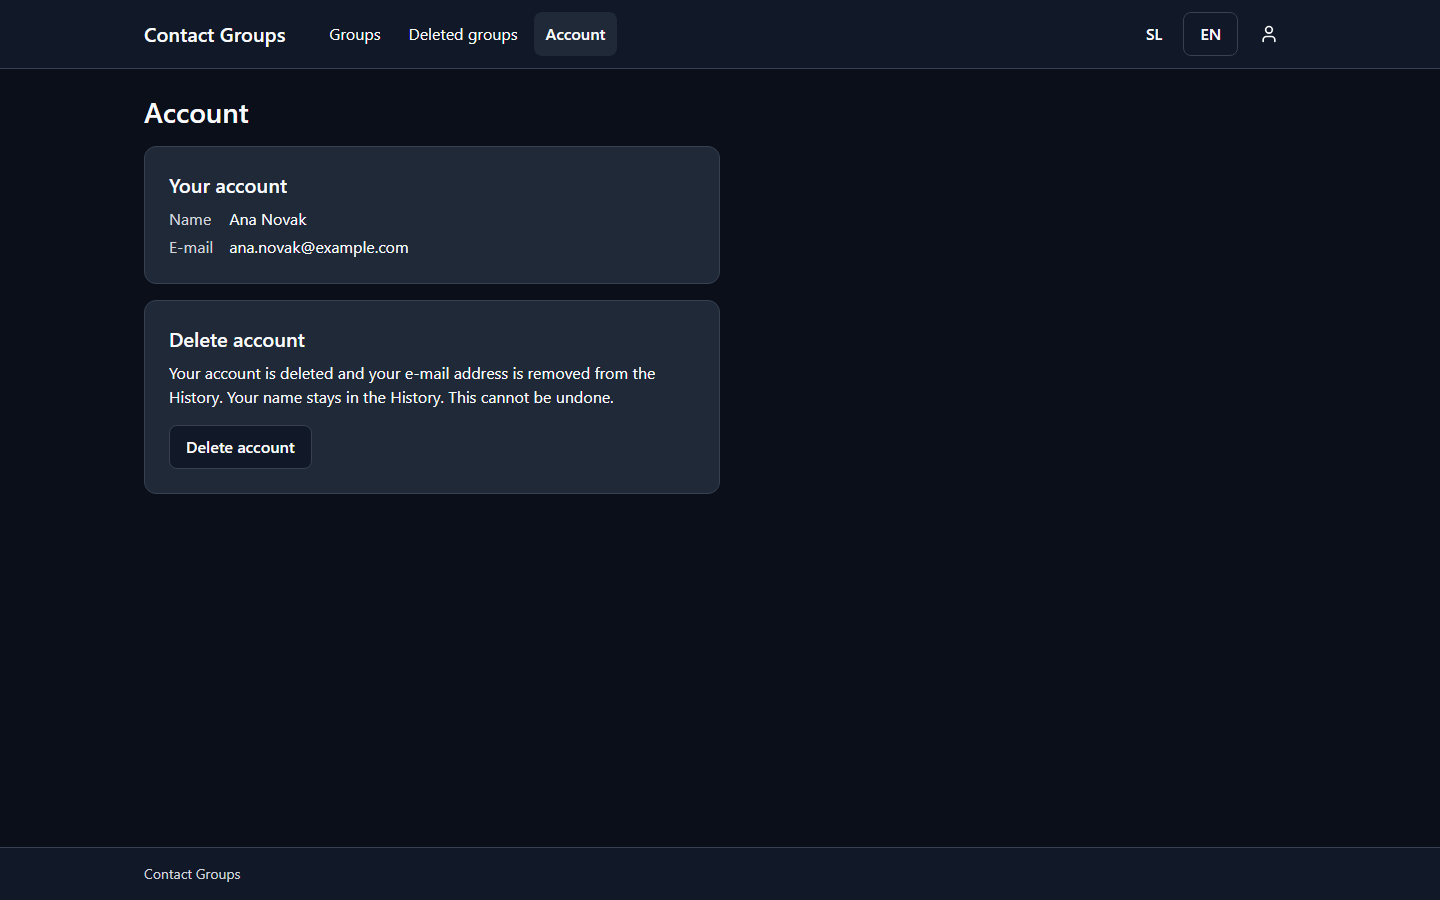 Contact Groups
Groups
Deleted groups
Account
SL
EN
Account
Your account
Name Ana Novak
E-mail ana.novak@example.com
Delete account
Your account is deleted and your e-mail address is removed from the
History. Your name stays in the History. This cannot be undone.
Delete account
Contact Groups